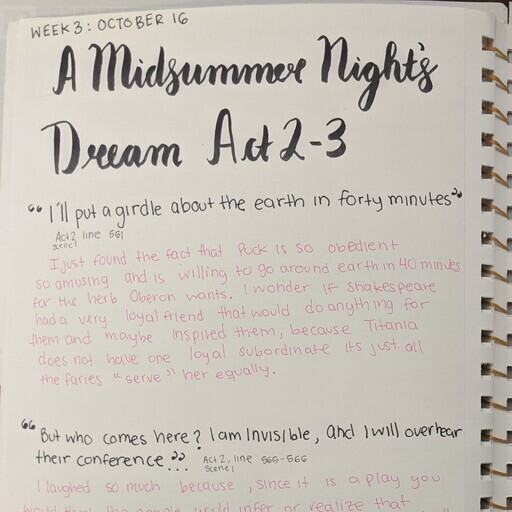 WEEK 3: OCTOBER 16
A Midsummer Night's
Dream Act 2-3
"I'll put a girdle about the earth in forty minutes"
Act 2, line 561
scene 1
I just found the fact that Puck is so obedient
so amusing and is willing to go around earth in 40 minutes
for the herb Oberon wants. I wonder if Shakespeare
had a very loyal friend that would do anything for
them and maybe inspired them, because Titania
does not have one loyal subordinate its just all
the faries "serve" her equally.
"But who comes here? I am Invisible, and I will overhear
their conference"...
Act 2, line 565-566
scene 1
I laughed so much because, since it is a play you
would the people would infer or realize that